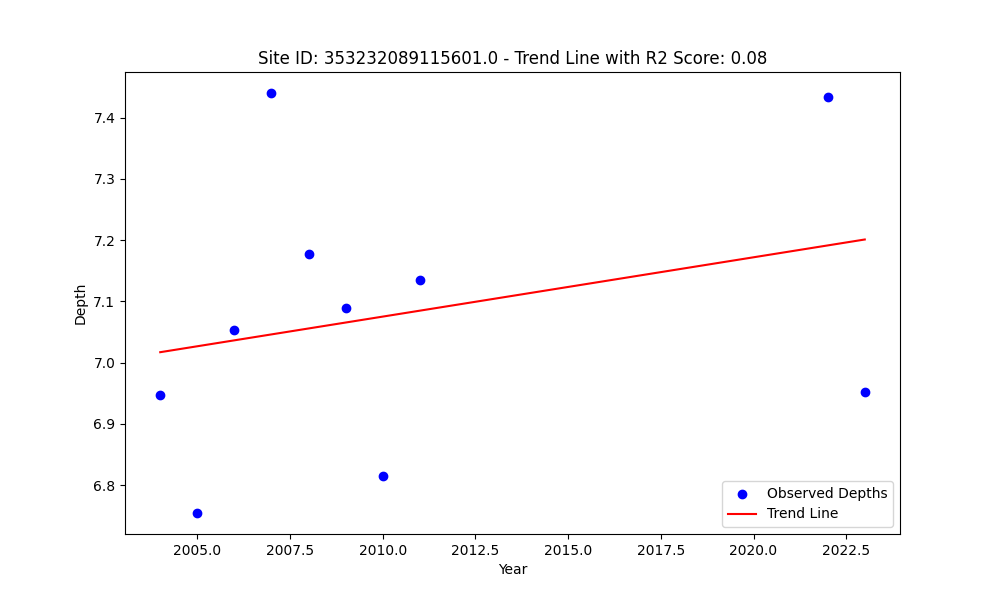 Site ID: 353232089115601.0 - Trend Line with R2 Score: 0.08
Depth
7.4
7.3
7.2
7.1
7.0
6.9
6.8
2005.0 2007.5 2010.0 2012.5 2015.0 2017.5 2020.0 2022.5
Year
Observed Depths
Trend Line